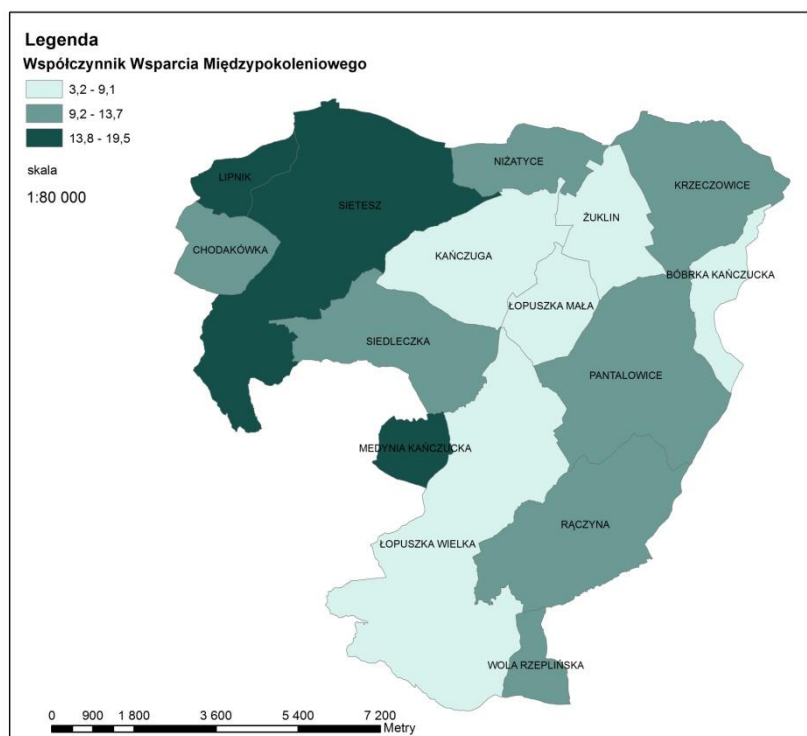 Legenda
Współczynnik Wsparcia Międzypokoleniowego
3,2 - 9,1
9,2 - 13,7
13,8 - 19,5
skala
1:80 000
LIPNIK
NIŻATYCE
KRZECZOWICE
SIETESZ
ŻUKLIN
CHODAKÓWKA
KAŃCZUGA
BÓBRKA KAŃCZUCKA
ŁOPUSZKA MAŁA
SIEDLECZKA
PANTALOWICE
MEDYNIA KAŃCZUCKA
RĄCZYNA
ŁOPUSZKA WIELKA
WOLA RZEPLIŃSKA
0 900 1 800 3 600 5 400 7 200
Metry